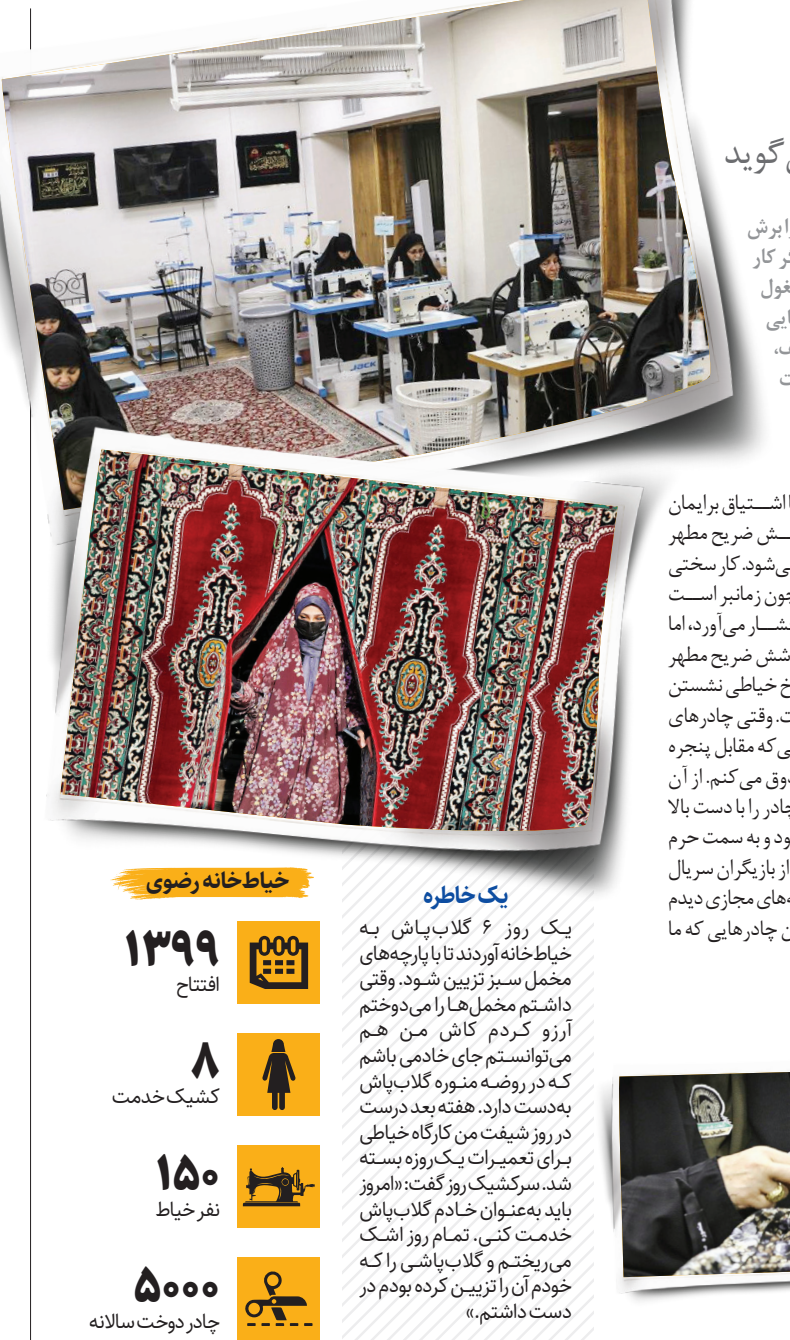 گوید
را برش
کار
ایی
ا اشتیاق برایمان
ش ضریح مطهر
ی‌شود. کار سختی
چون زمانبر است
شار می‌آورد، اما
شش ضریح مطهر
خ خیاطی نشستن
ت. وقتی چادرهای
ی که مقابل پنجره
وق می‌کنم. از آن
چادر را با دست بالا
ود و به سمت حرم
از بازیگران سریال
ه‌های مجازی دیدم
ن چادرهایی که ما
یک خاطره
یک روز ۶ گلاب‌پاش به
خیاط‌خانه آوردند تا با پارچه‌های
مخمل سبز تزیین شود. وقتی
داشتم مخمل‌ها را می‌دوختم
آرزو کردم کاش من هم
می‌توانستم جای خادمی باشم
که در روضه منوره گلاب‌پاش
به‌دست دارد. هفته بعد درست
در روز شیفت من کارگاه خیاطی
برای تعمیرات یک‌روزه بسته
شد. سرکشیک روز گفت: «امروز
باید به‌عنوان خادم گلاب‌پاش
خدمت کنی. تمام روز اشک
می‌ریختم و گلاب‌پاشی را که
خودم آن را تزیین کرده بودم در
دست داشتم.»
خیاط‌خانه رضوی
۱۳۹۹
افتتاح
۸
کشیک خدمت
۱۵۰
نفر خیاط
۵۰۰۰
چادر دوخت سالانه
JACK
JACK